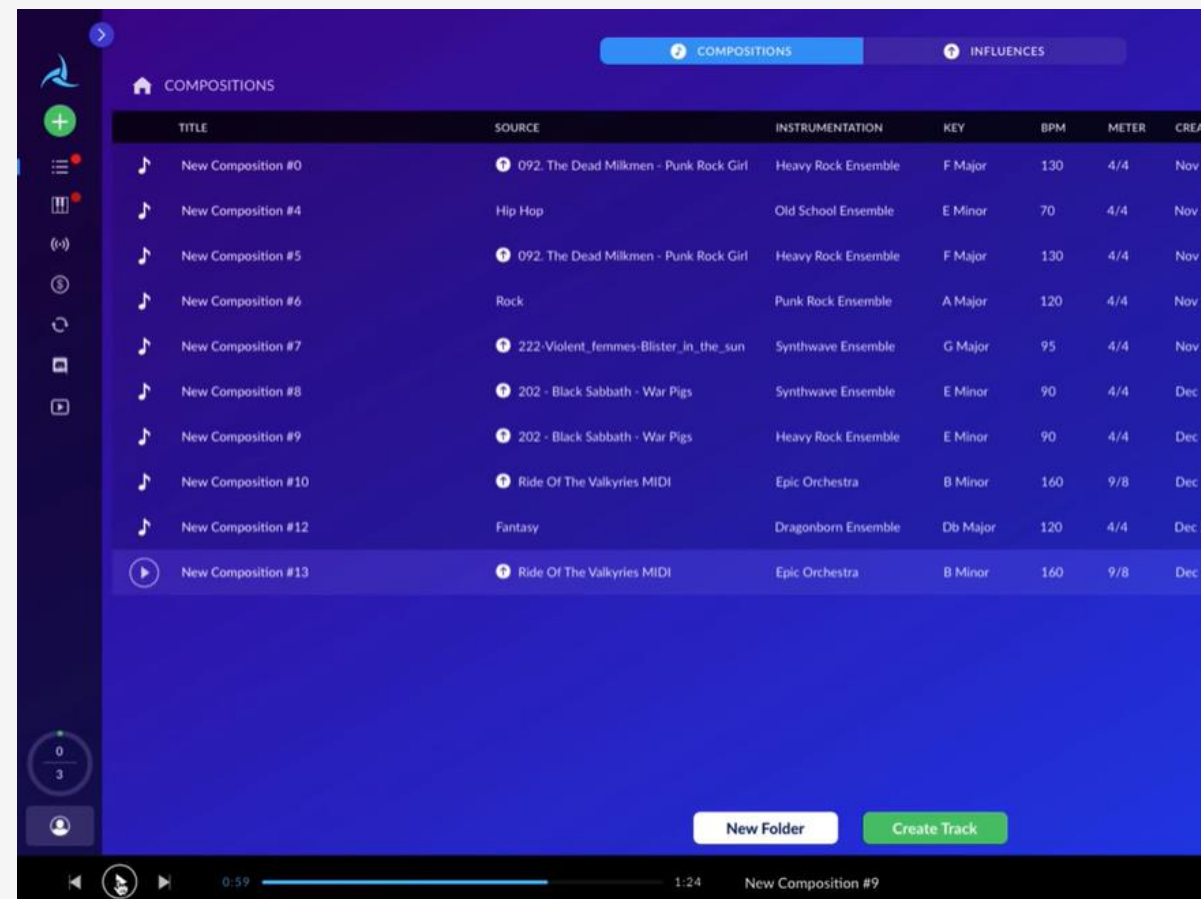 COMPOSITIONS INFLUENCES
COMPOSITIONS
TITLE SOURCE INSTRUMENTATION KEY BPM METER CREA
New Composition #0 092. The Dead Milkmen - Punk Rock Girl Heavy Rock Ensemble F Major 130 4/4 Nov
New Composition #4 Hip Hop Old School Ensemble E Minor 70 4/4 Nov
New Composition #5 092. The Dead Milkmen - Punk Rock Girl Heavy Rock Ensemble F Major 130 4/4 Nov
New Composition #6 Rock Punk Rock Ensemble A Major 120 4/4 Nov
New Composition #7 222-Violent_femmes-Blister_in_the_sun Synthwave Ensemble G Major 95 4/4 Nov
New Composition #8 202 - Black Sabbath - War Pigs Synthwave Ensemble E Minor 90 4/4 Dec
New Composition #9 202 - Black Sabbath - War Pigs Heavy Rock Ensemble E Minor 90 4/4 Dec
New Composition #10 Ride Of The Valkyries MIDI Epic Orchestra B Minor 160 9/8 Dec
New Composition #12 Fantasy Dragonborn Ensemble Db Major 120 4/4 Dec
New Composition #13 Ride Of The Valkyries MIDI Epic Orchestra B Minor 160 9/8 Dec
0
3
New Folder Create Track
0:59 1:24 New Composition #9